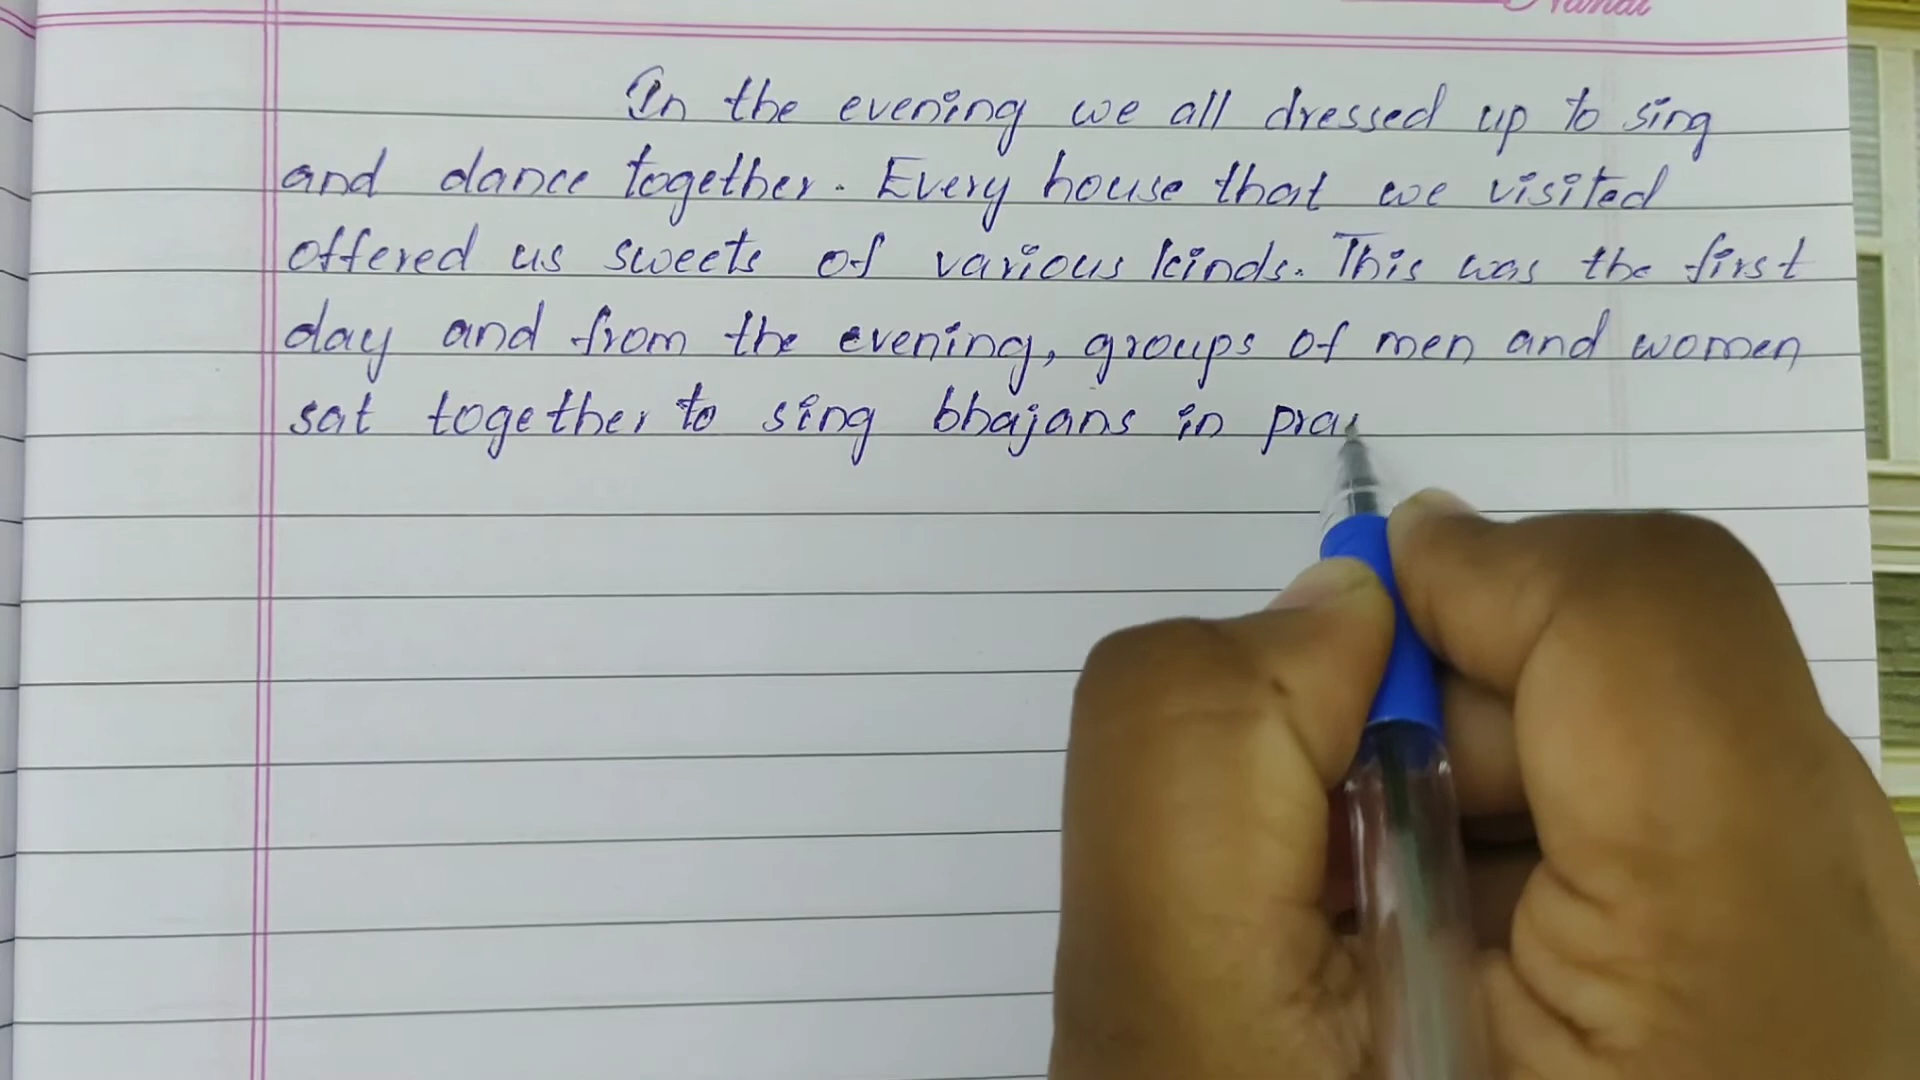 In the evening we all dressed up to sing
and dance together. Every house that we visited
offered us sweets of various kinds. This was the first
day and from the evening, groups of men and women
sat together to sing bhajans in pra